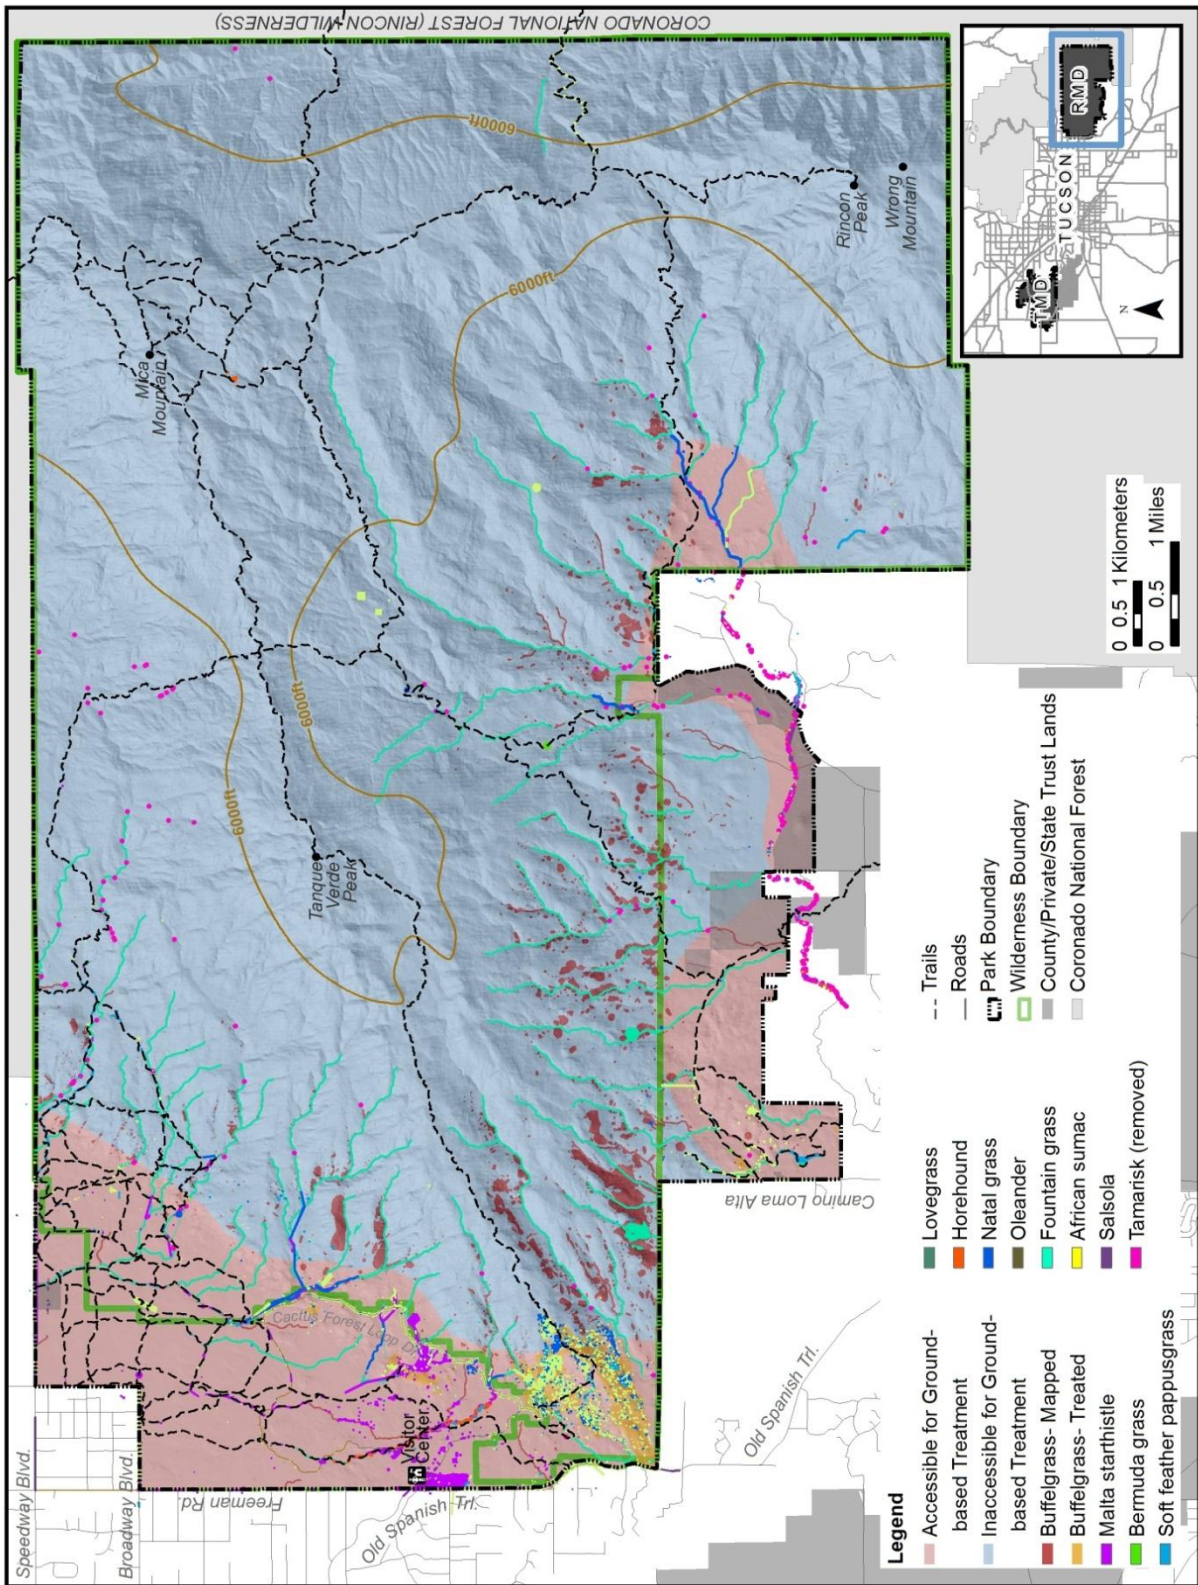 CORONADO NATIONAL FOREST (RINCON WILDERNESS)
Speedway Blvd.
Broadway Blvd.
Freeman Rd.
Old Spanish Trl.
Visitor
Center
Cactus Forest Loop Dr
Old Spanish Trl.
Camino Loma Alta
Tanque
Verde
Peak
Mica
Mountain
Rincon
Peak
Wrong
Mountain
6000ft
6000ft
6000ft
6000ft
TMD
TUCSON
RMD
N
0 0.5 1 Kilometers
0 0.5 1 Miles
Legend
Accessible for Ground-
based Treatment
Inaccessible for Ground-
based Treatment
Buffelgrass- Mapped
Buffelgrass- Treated
Malta starthistle
Bermuda grass
Soft feather pappusgrass
Lovegrass
Horehound
Natal grass
Oleander
Fountain grass
African sumac
Salsola
Tamarisk (removed)
Trails
Roads
Park Boundary
Wilderness Boundary
County/Private/State Trust Lands
Coronado National Forest